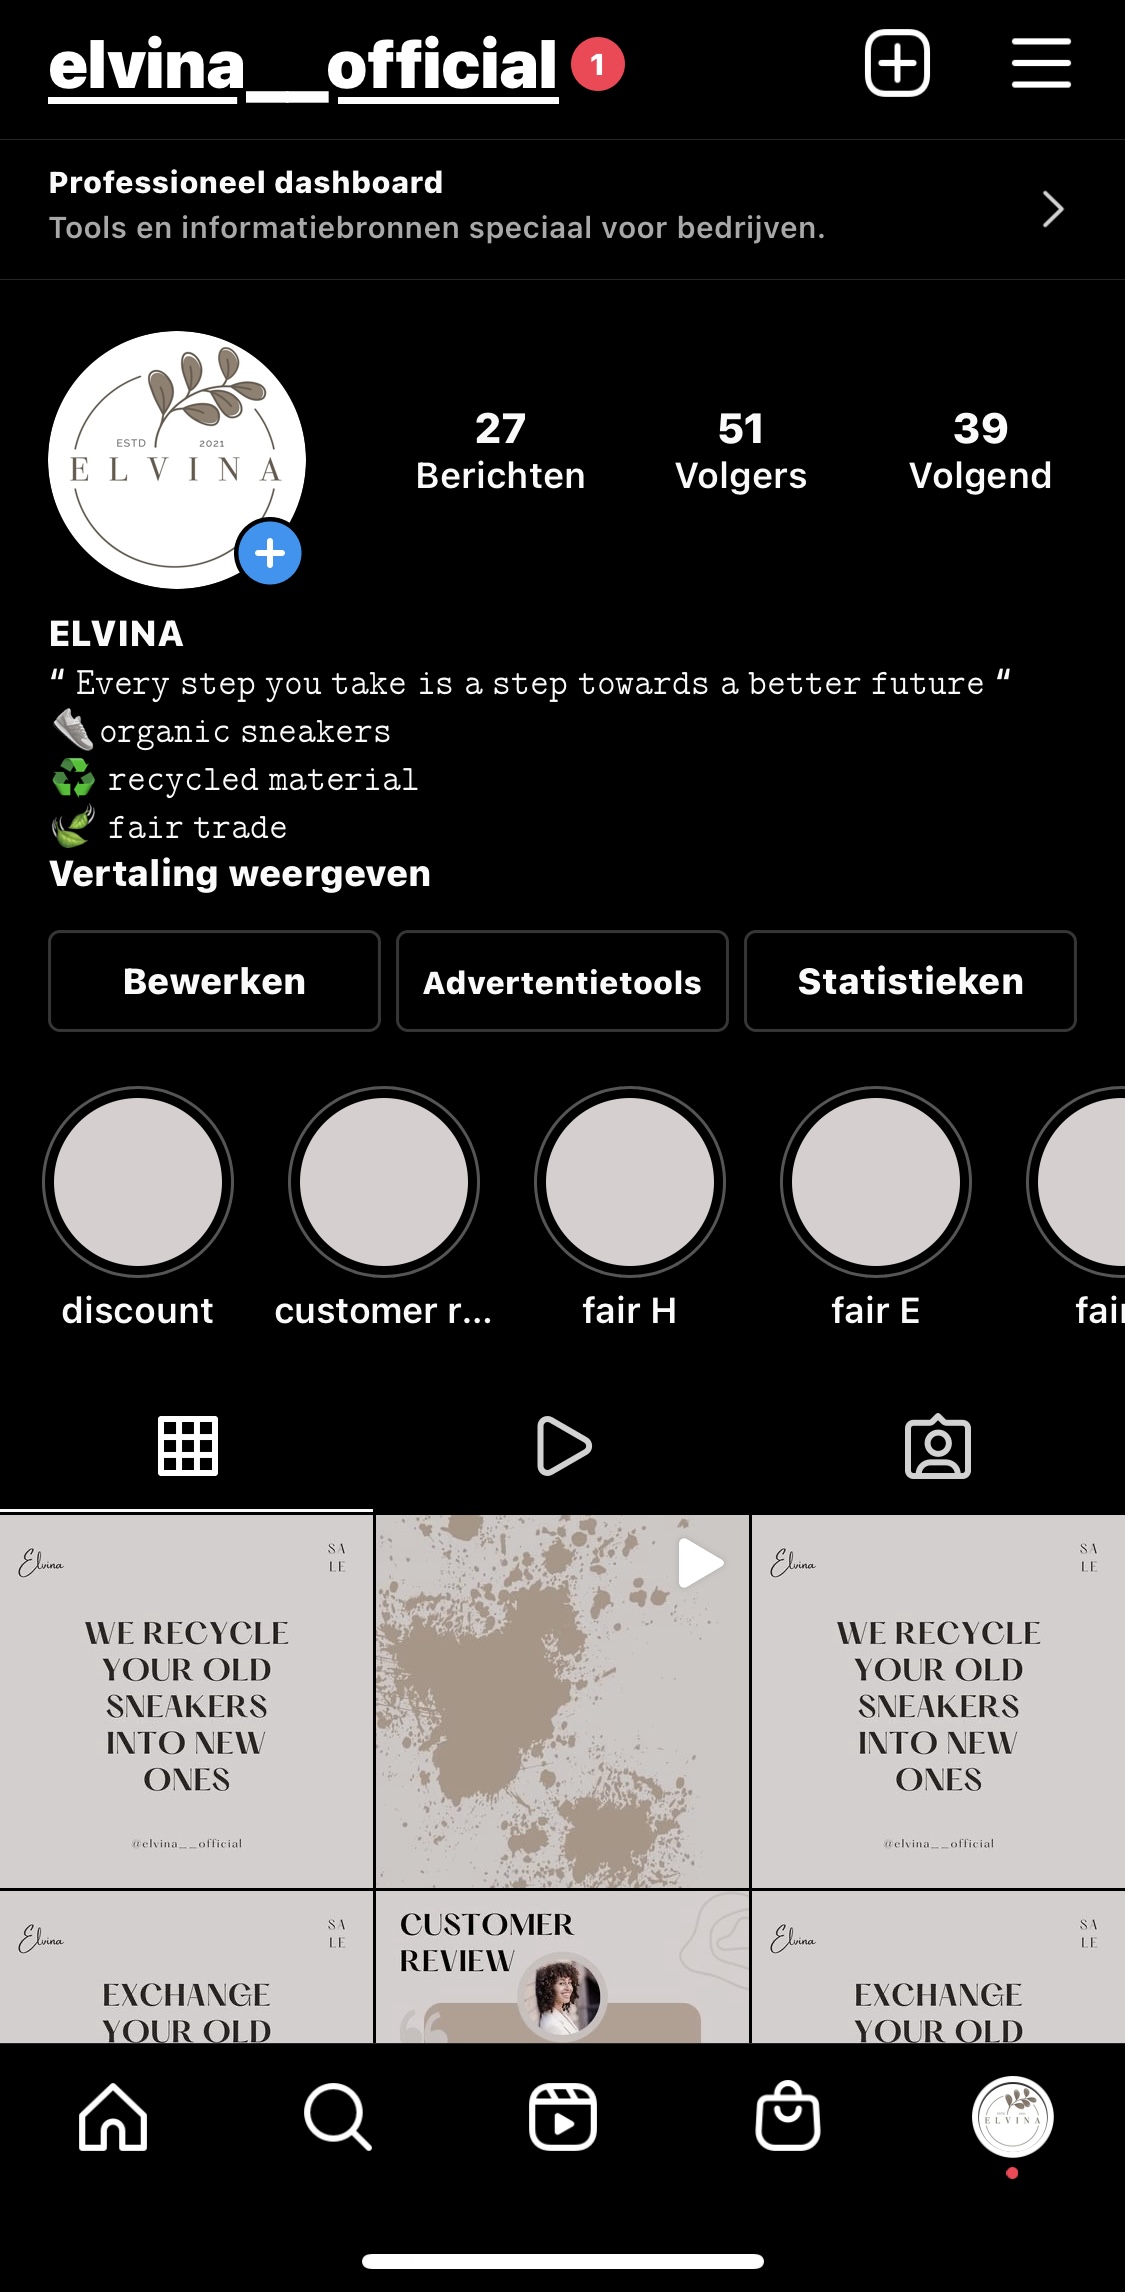 elvina__official 1
Professioneel dashboard
Tools en informatiebronnen speciaal voor bedrijven.
ESTD 2021
ELVINA
27 51 39
Berichten Volgers Volgend
ELVINA
“ Every step you take is a step towards a better future “
organic sneakers
recycled material
fair trade
Vertaling weergeven
Bewerken Advertentietools Statistieken
discount customer r... fair H fair E fair
Elvina
SA
LE
WE RECYCLE
YOUR OLD
SNEAKERS
INTO NEW
ONES
@elvina__official
Elvina
SA
LE
WE RECYCLE
YOUR OLD
SNEAKERS
INTO NEW
ONES
@elvina__official
Elvina
SA
LE
EXCHANGE
YOUR OLD
CUSTOMER
REVIEW
“
Elvina
SA
LE
EXCHANGE
YOUR OLD
ELVINA